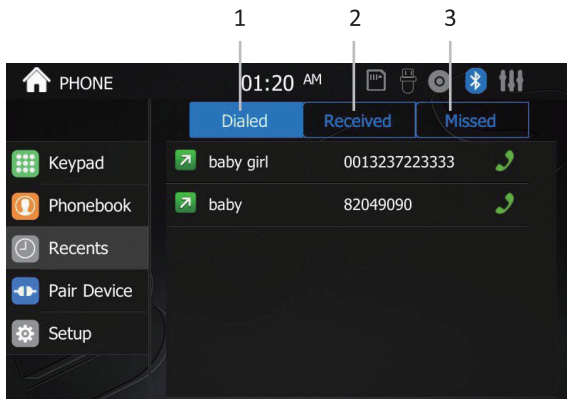 1 2 3
PHONE 01:20 AM
Dialed Received Missed
Keypad baby girl 0013237223333
Phonebook baby 82049090
Recents
Pair Device
Setup